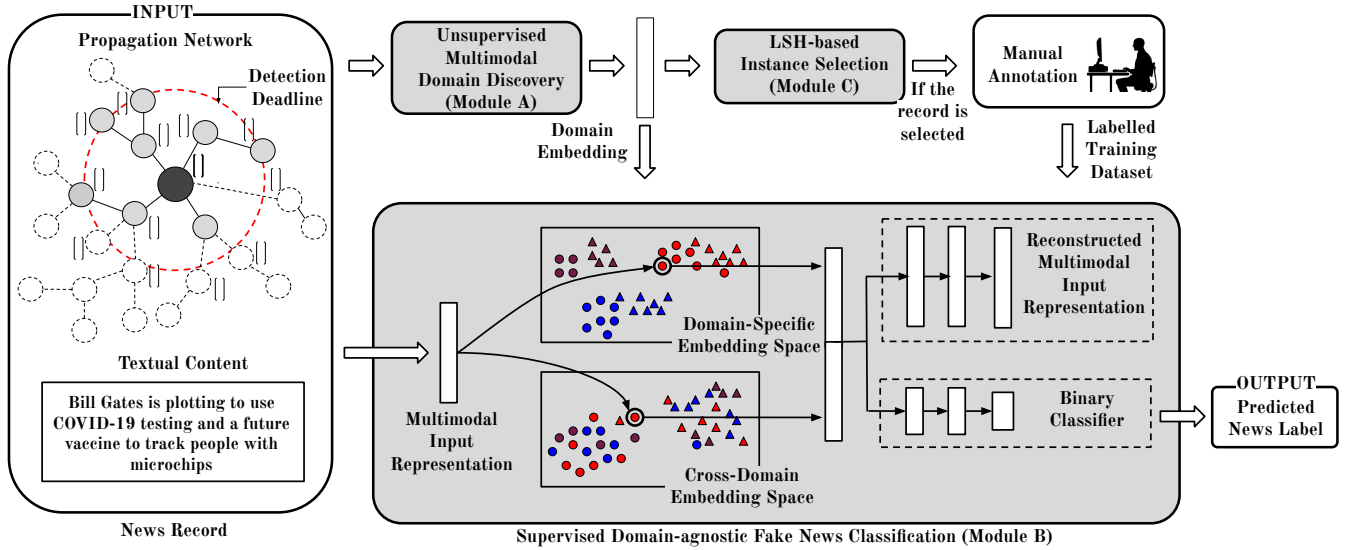 INPUT
Propagation Network
Detection
Deadline
Textual Content
Bill Gates is plotting to use
COVID-19 testing and a future
vaccine to track people with
microchips
News Record
Unsupervised
Multimodal
Domain Discovery
(Module A)
Domain
Embedding
LSH-based
Instance Selection
(Module C)
If the
record is
selected
Manual
Annotation
Labelled
Training
Dataset
Multimodal
Input
Representation
Domain-Specific
Embedding Space
Cross-Domain
Embedding Space
Reconstructed
Multimodal
Input
Representation
Binary
Classifier
OUTPUT
Predicted
News Label
Supervised Domain-agnostic Fake News Classification (Module B)